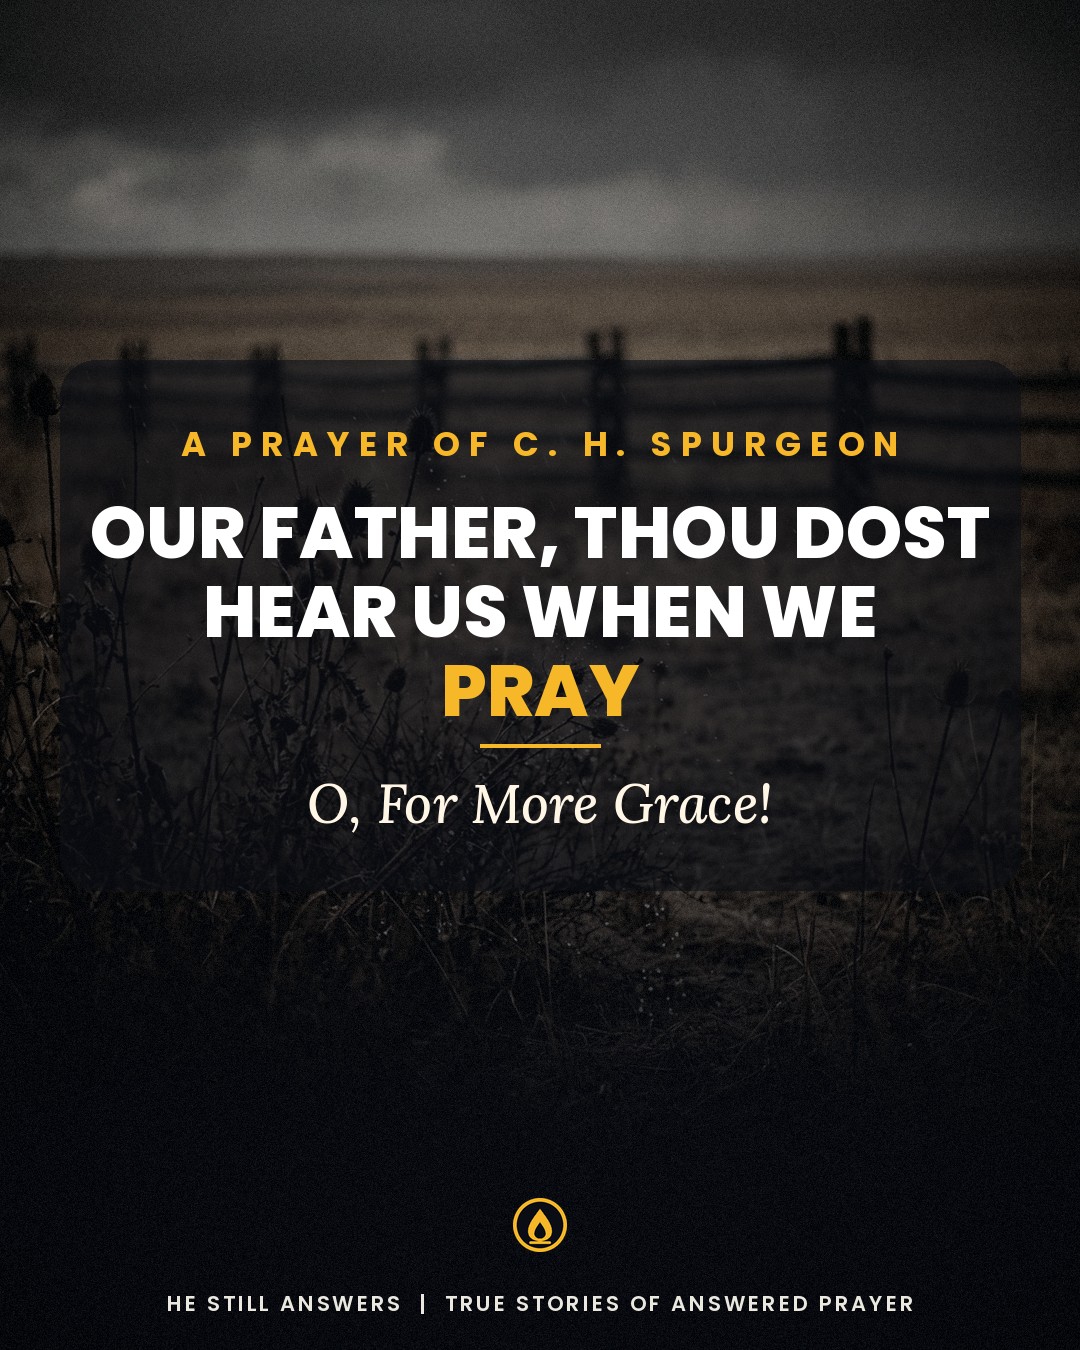 A PRAYER OF C. H. SPURGEON
OUR FATHER, THOU DOST
HEAR US WHEN WE
PRAY
O, For More Grace!
HE STILL ANSWERS | TRUE STORIES OF ANSWERED PRAYER